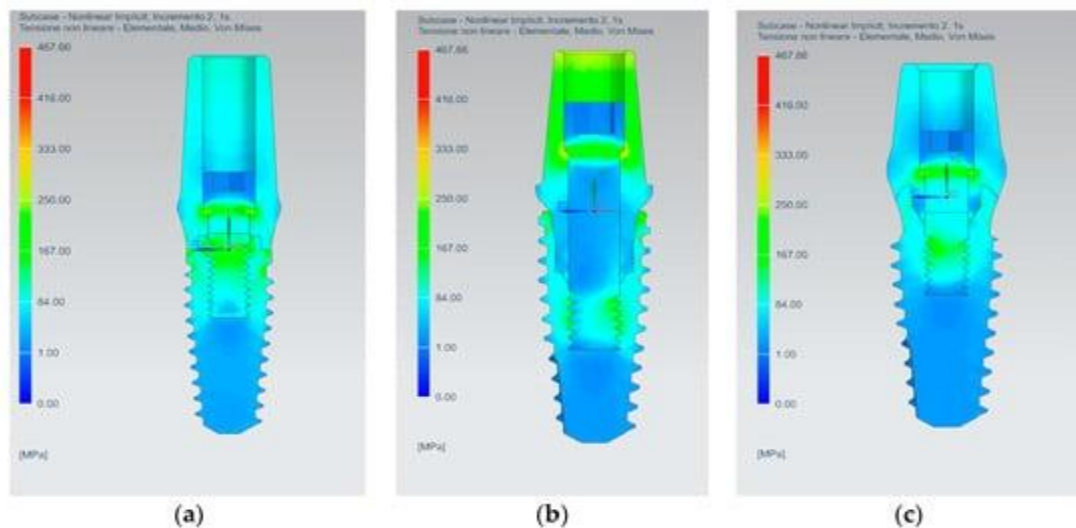 Subcase - Nonlinear Implicit, Incremento 2, 1s
Tensione non lineare - Elementale, Medio, Von Mises
467.66
416.00
333.00
250.00
167.00
84.00
1.00
0.00
[MPa]
(a)
Subcase - Nonlinear Implicit, Incremento 2, 1s
Tensione non lineare - Elementale, Medio, Von Mises
467.66
416.00
333.00
250.00
167.00
84.00
1.00
0.00
[MPa]
(b)
Subcase - Nonlinear Implicit, Incremento 2, 1s
Tensione non lineare - Elementale, Medio, Von Mises
467.66
416.00
333.00
250.00
167.00
84.00
1.00
0.00
[MPa]
(c)